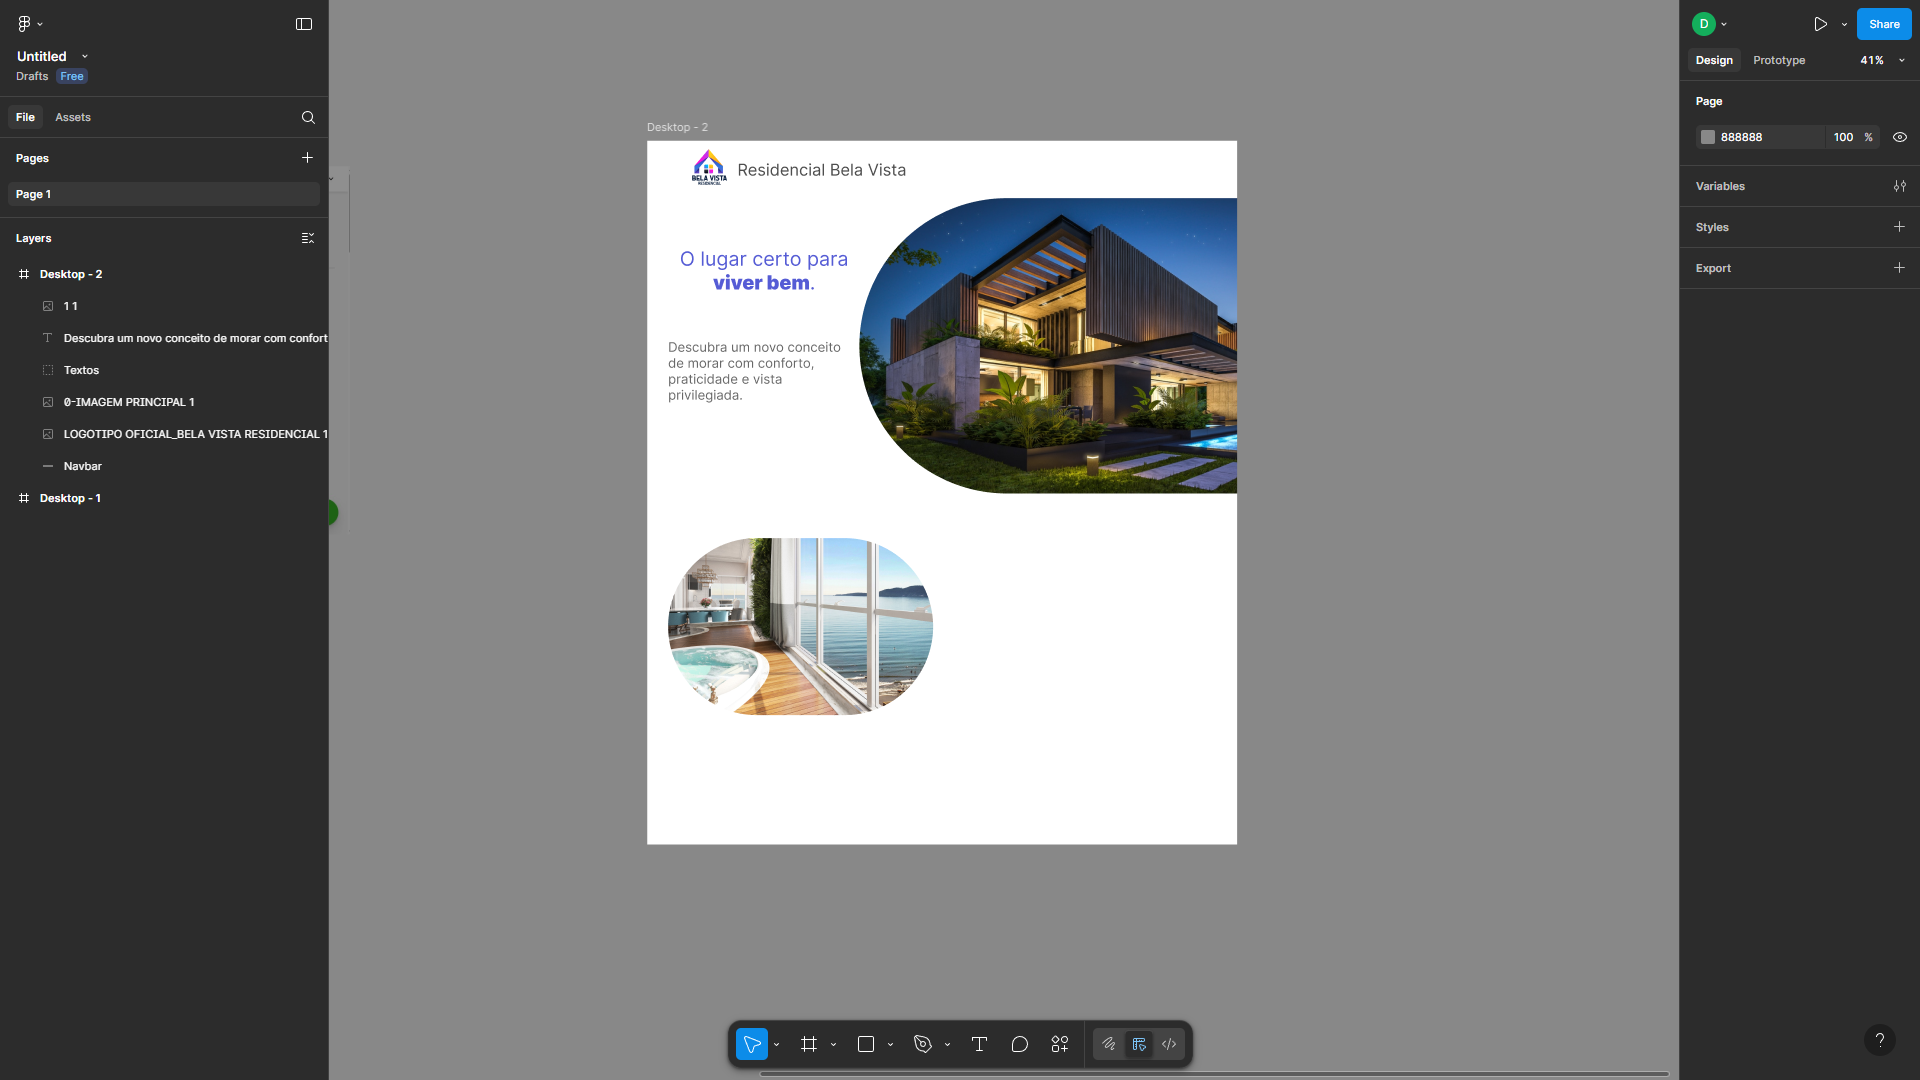 Untitled
Drafts Free
File Assets
Pages
Page 1
Layers
Desktop - 2
1 1
Descubra um novo conceito de morar com confort
Textos
0-IMAGEM PRINCIPAL 1
LOGOTIPO OFICIAL_BELA VISTA RESIDENCIAL 1
Navbar
Desktop - 1
Desktop - 2
BELA VISTA
RESIDENCIAL
Residencial Bela Vista
O lugar certo para
viver bem.
Descubra um novo conceito
de morar com conforto,
praticidade e vista
privilegiada.
D
Share
Design Prototype 41%
Page
888888 100 %
Variables
Styles
Export
?